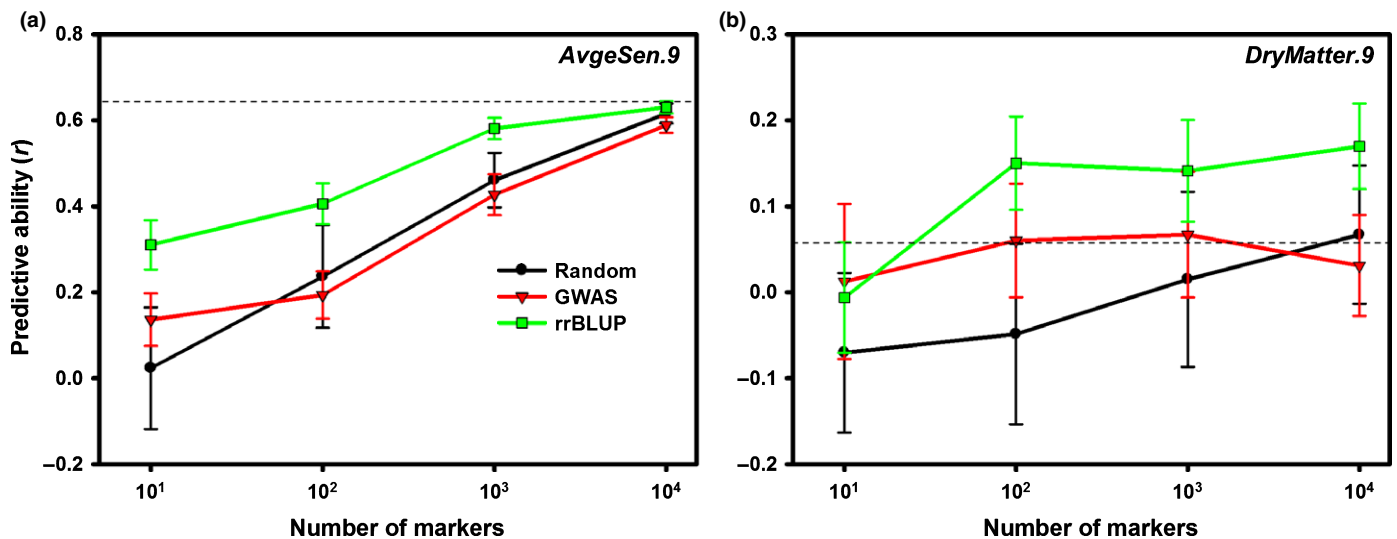 (a)
AvgeSen.9
0.8
0.6
0.4
0.2
0.0
–0.2
Predictive ability (r)
Random
GWAS
rrBLUP
10¹ 10² 10³ 10⁴
Number of markers
(b)
DryMatter.9
0.3
0.2
0.1
0.0
–0.1
–0.2
10¹ 10² 10³ 10⁴
Number of markers